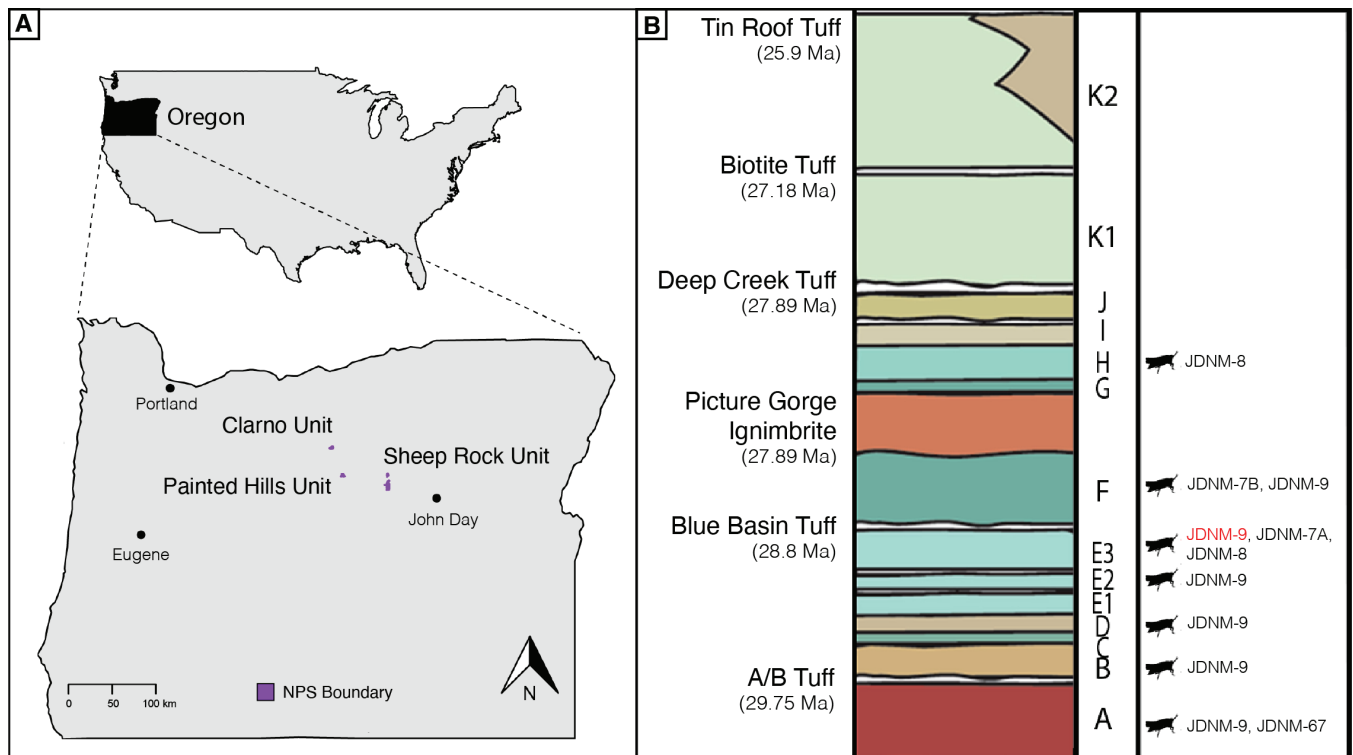 A
Oregon
Portland
Clarno Unit
Sheep Rock Unit
Painted Hills Unit
John Day
Eugene
0 50 100 km
NPS Boundary
N
B
Tin Roof Tuff
(25.9 Ma)
K2
Biotite Tuff
(27.18 Ma)
K1
Deep Creek Tuff
(27.89 Ma)
J
I
H
JDNM-8
G
Picture Gorge
Ignimbrite
(27.89 Ma)
F
JDNM-7B, JDNM-9
Blue Basin Tuff
(28.8 Ma)
E3
JDNM-9, JDNM-7A,
JDNM-8
E2
JDNM-9
E1
D
JDNM-9
C
B
JDNM-9
A/B Tuff
(29.75 Ma)
A
JDNM-9, JDNM-67